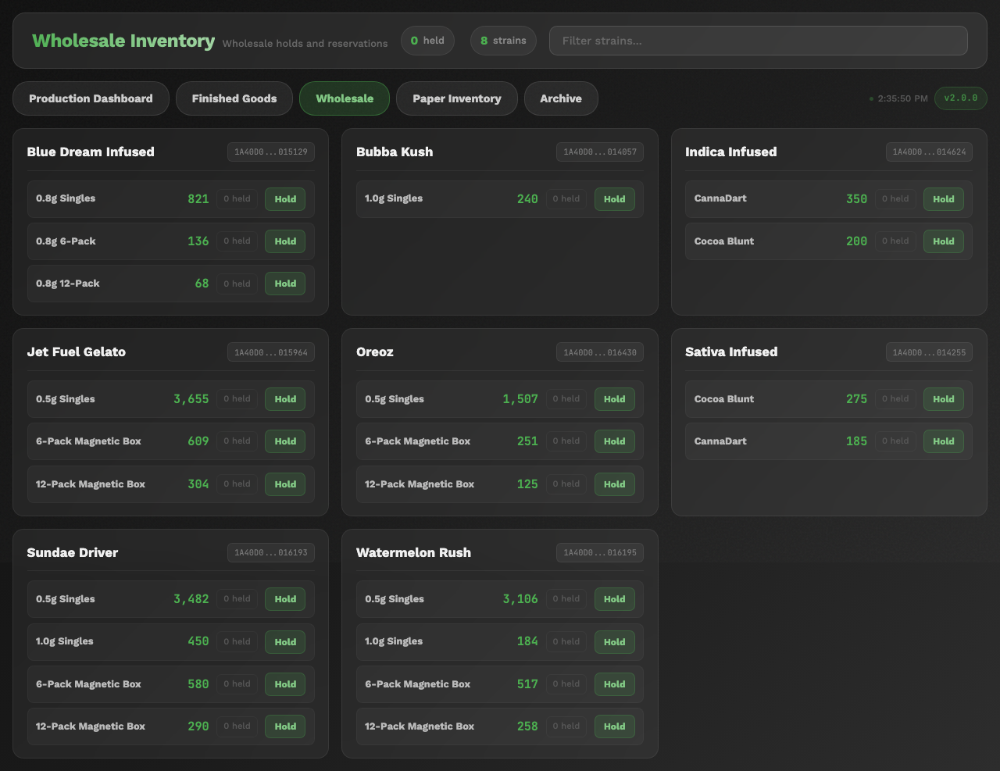 Wholesale Inventory Wholesale holds and reservations 0 held 8 strains Filter strains...
Production Dashboard Finished Goods Wholesale Paper Inventory Archive 2:35:50 PM v2.0.0
Blue Dream Infused 1A40D0...015129
0.8g Singles 821 0 held Hold
0.8g 6-Pack 136 0 held Hold
0.8g 12-Pack 68 0 held Hold
Bubba Kush 1A40D0...014057
1.0g Singles 240 0 held Hold
Indica Infused 1A40D0...014624
CannaDart 350 0 held Hold
Cocoa Blunt 200 0 held Hold
Jet Fuel Gelato 1A40D0...015964
0.5g Singles 3,655 0 held Hold
6-Pack Magnetic Box 609 0 held Hold
12-Pack Magnetic Box 304 0 held Hold
Oreoz 1A40D0...016430
0.5g Singles 1,507 0 held Hold
6-Pack Magnetic Box 251 0 held Hold
12-Pack Magnetic Box 125 0 held Hold
Sativa Infused 1A40D0...014255
Cocoa Blunt 275 0 held Hold
CannaDart 185 0 held Hold
Sundae Driver 1A40D0...016193
0.5g Singles 3,482 0 held Hold
1.0g Singles 450 0 held Hold
6-Pack Magnetic Box 580 0 held Hold
12-Pack Magnetic Box 290 0 held Hold
Watermelon Rush 1A40D0...016195
0.5g Singles 3,106 0 held Hold
1.0g Singles 184 0 held Hold
6-Pack Magnetic Box 517 0 held Hold
12-Pack Magnetic Box 258 0 held Hold